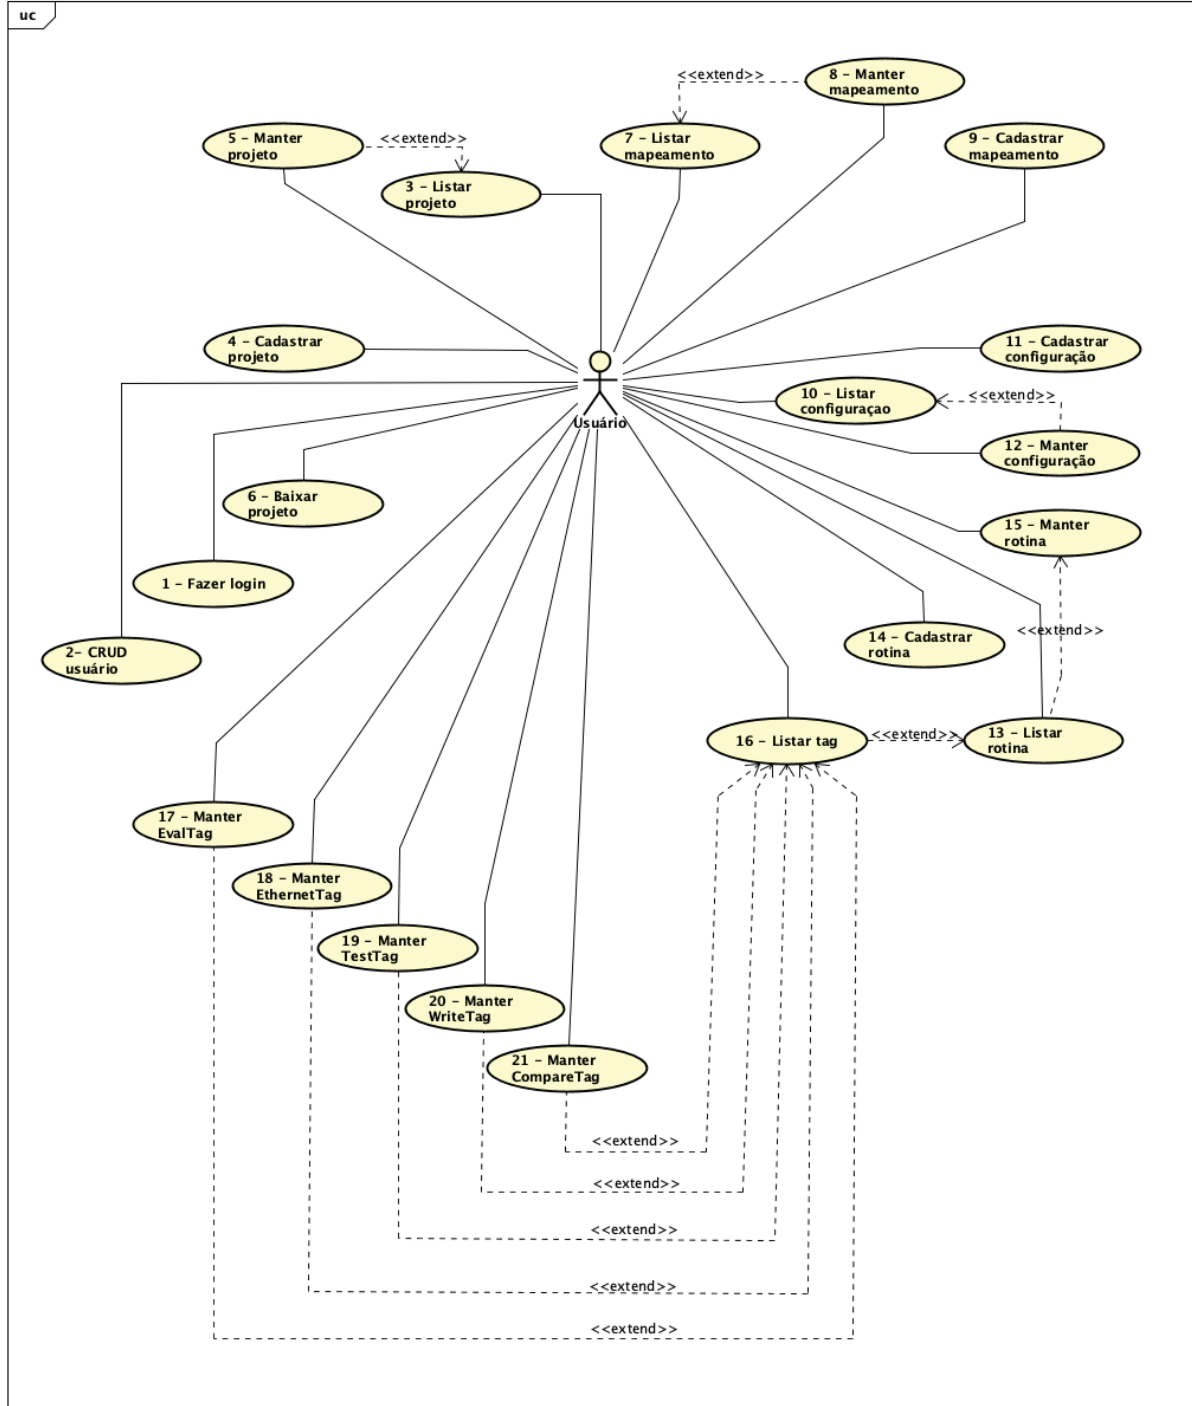 uc
<<extend>>
8 - Manter
mapeamento
5 - Manter
projeto
<<extend>>
7 - Listar
mapeamento
9 - Cadastrar
mapeamento
3 - Listar
projeto
4 - Cadastrar
projeto
11 - Cadastrar
configuração
10 - Listar
configuraçao
<<extend>>
Usuário
12 - Manter
configuração
6 - Baixar
projeto
15 - Manter
rotina
1 - Fazer login
<<extend>>
14 - Cadastrar
rotina
2- CRUD
usuário
16 - Listar tag
<<extend>>
13 - Listar
rotina
17 - Manter
EvalTag
18 - Manter
EthernetTag
19 - Manter
TestTag
20 - Manter
WriteTag
21 - Manter
CompareTag
<<extend>>
<<extend>>
<<extend>>
<<extend>>
<<extend>>